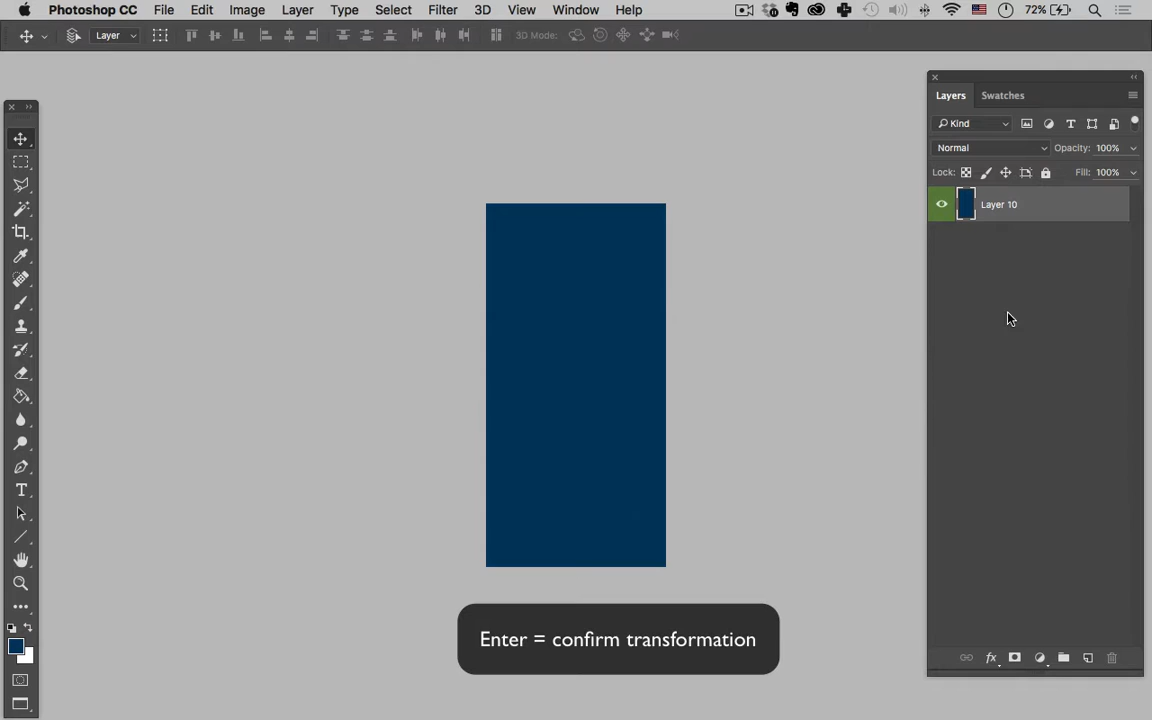 Photoshop CC File Edit Image Layer Type Select Filter 3D View Window Help 72%
Layer 3D Mode:
Layers Swatches
Kind
Normal Opacity: 100%
Lock: Fill: 100%
Layer 10
T
Enter = confirm transformation
fx